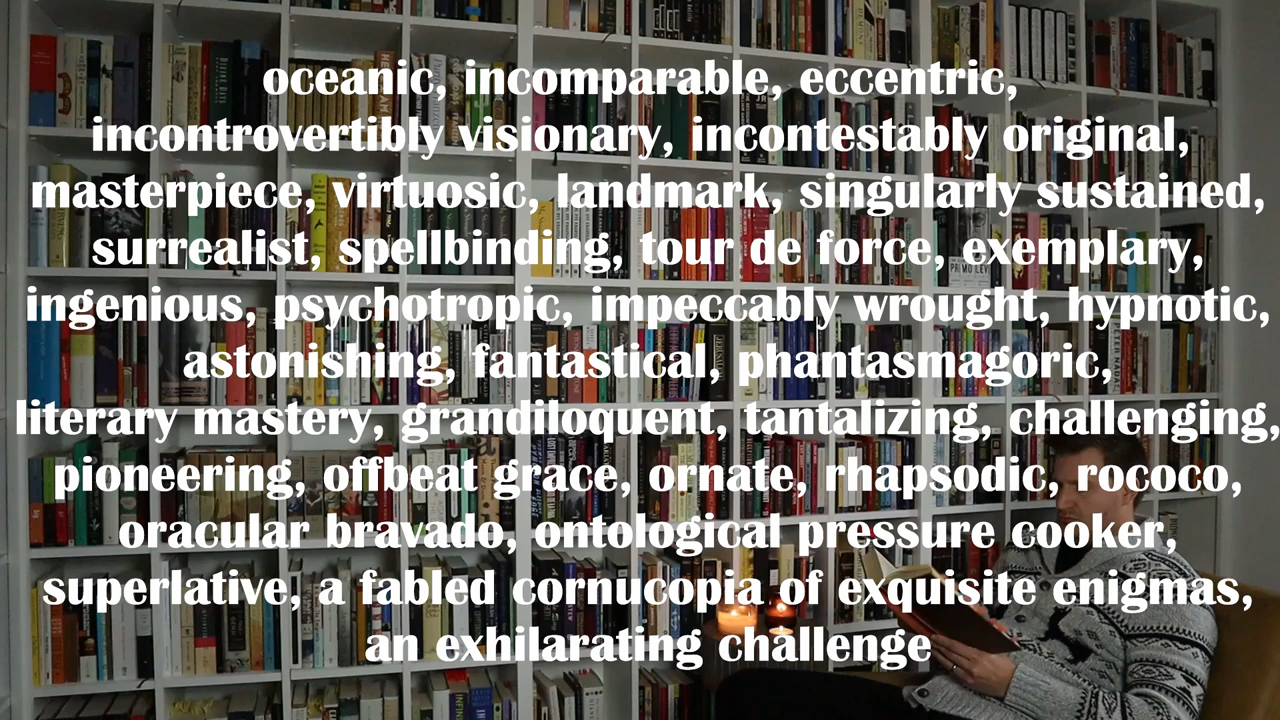 oceanic, incomparable, eccentric,
incontrovertibly visionary, incontestably original,
masterpiece, virtuosic, landmark, singularly sustained,
surrealist, spellbinding, tour de force, exemplary,
ingenious, psychotropic, impeccably wrought, hypnotic,
astonishing, fantastical, phantasmagoric,
literary mastery, grandiloquent, tantalizing, challenging,
pioneering, offbeat grace, ornate, rhapsodic, rococo,
oracular bravado, ontological pressure cooker,
superlative, a fabled cornucopia of exquisite enigmas,
an exhilarating challenge